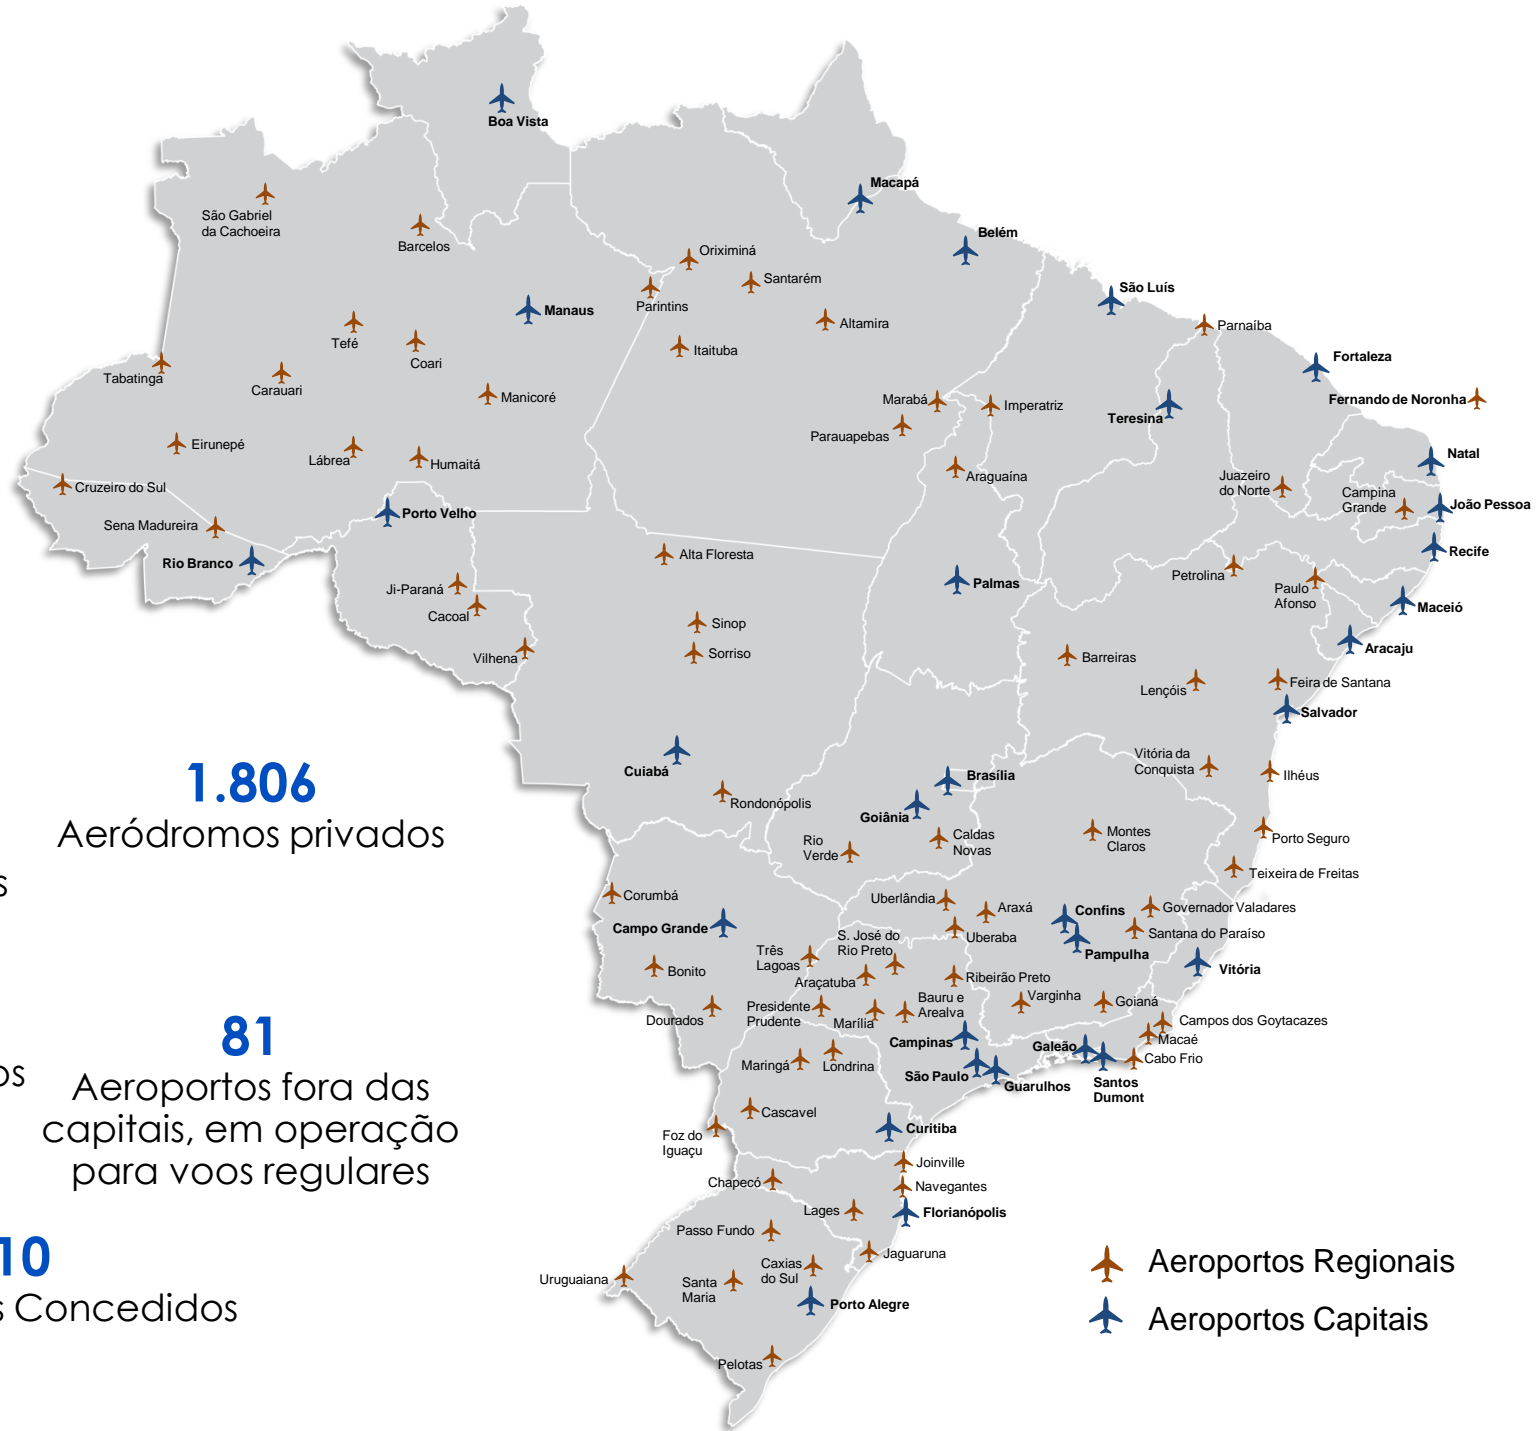 Boa Vista
Macapá
São Gabriel
da Cachoeira
Barcelos
Belém
Oriximiná
Santarém
São Luís
Parintins
Manaus
Altamira
Parnaíba
Tefé
Itaituba
Coari
Fortaleza
Tabatinga
Carauari
Manicoré
Marabá
Imperatriz
Teresina
Fernando de Noronha
Parauapebas
Eirunepé
Lábrea
Humaitá
Natal
Araguaína
Juazeiro
do Norte
Cruzeiro do Sul
Campina
Grande
João Pessoa
Porto Velho
Sena Madureira
Recife
Alta Floresta
Rio Branco
Petrolina
Palmas
Paulo
Afonso
Ji-Paraná
Maceió
Cacoal
Sinop
Aracaju
Sorriso
Vilhena
Barreiras
Lençóis
Feira de Santana
Salvador
Vitória da
Conquista
Cuiabá
Brasília
Ilhéus
1.806
Aeródromos privados
Rondonópolis
Goiânia
Rio
Verde
Caldas
Novas
Montes
Claros
Porto Seguro
Teixeira de Freitas
s
Corumbá
Uberlândia
Araxá
Confins
Governador Valadares
Campo Grande
Uberaba
Santana do Paraíso
S. José do
Rio Preto
Três
Lagoas
Pampulha
Bonito
Vitória
Araçatuba
Ribeirão Preto
Varginha
Goianá
Bauru e
Arealva
Presidente
Prudente
Dourados
Marília
Campos dos Goytacazes
Campinas
Galeão
Macaé
81
Maringá
Londrina
São Paulo
Guarulhos
Santos
Dumont
Cabo Frio
os
Aeroportos fora das
capitais, em operação
para voos regulares
Cascavel
Curitiba
Foz do
Iguaçu
Joinville
Chapecó
Navegantes
Lages
Florianópolis
Passo Fundo
10
s Concedidos
Jaguaruna
Caxias
do Sul
Uruguaiana
Santa
Maria
Porto Alegre
Pelotas
Aeroportos Regionais
Aeroportos Capitais